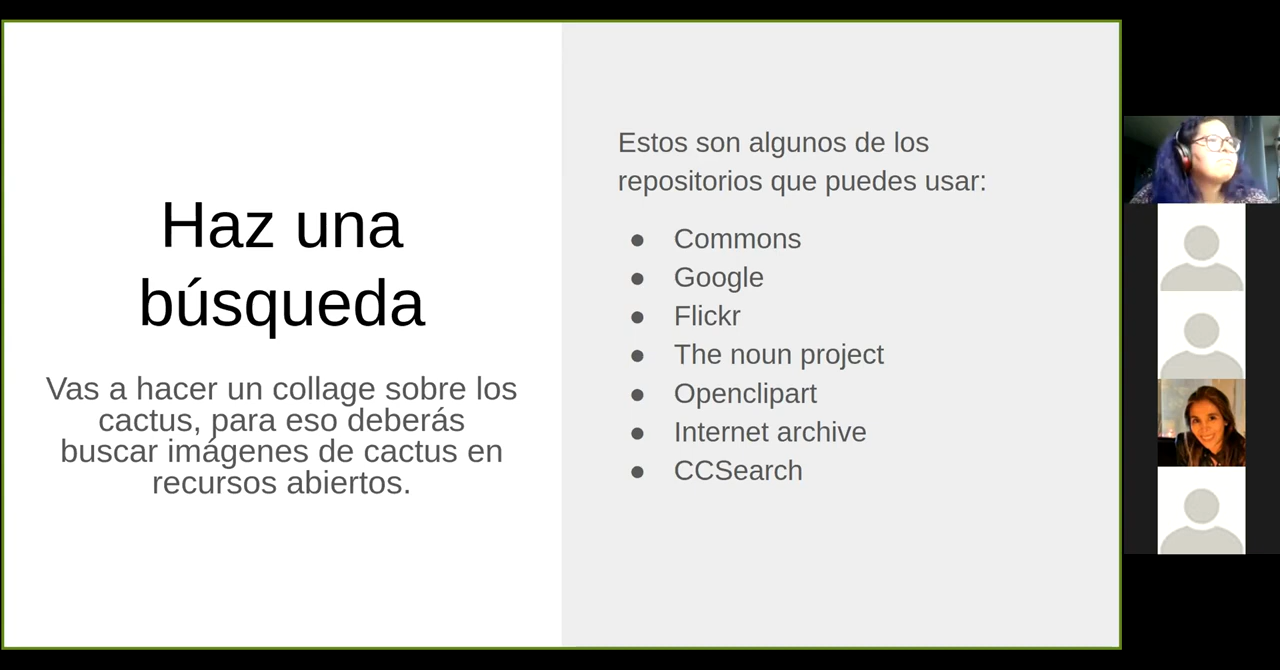 Haz una
búsqueda
Vas a hacer un collage sobre los
cactus, para eso deberás
buscar imágenes de cactus en
recursos abiertos.
Estos son algunos de los
repositorios que puedes usar:
● Commons
● Google
● Flickr
● The noun project
● Openclipart
● Internet archive
● CCSearch